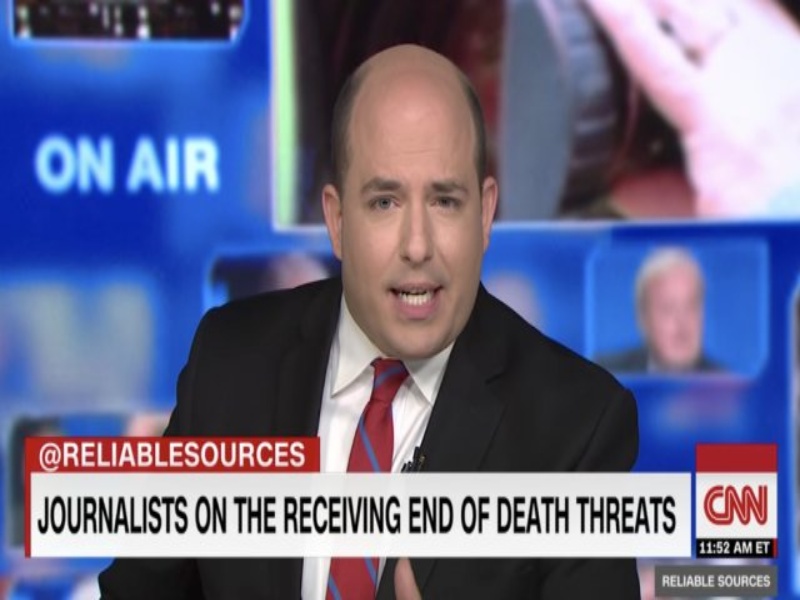 ON AIR
@RELIABLESOURCES
JOURNALISTS ON THE RECEIVING END OF DEATH THREATS
CNN
11:52 AM ET
RELIABLE SOURCES